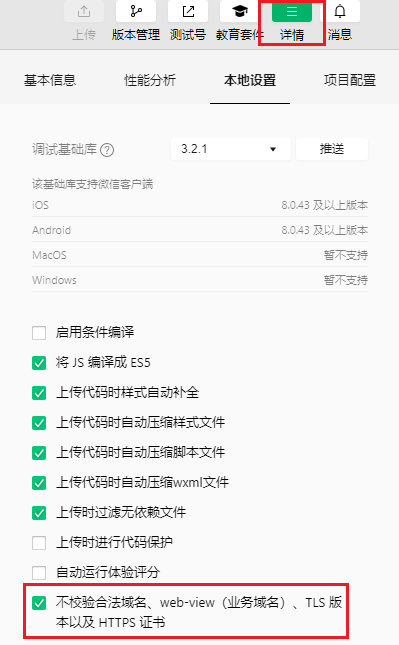 上传 版本管理 测试号 教育套件 详情 消息
基本信息 性能分析 本地设置 项目配置
调试基础库 ? 3.2.1 推送
该基础库支持微信客户端
iOS 8.0.43 及以上版本
Android 8.0.43 及以上版本
MacOS 暂不支持
Windows 暂不支持
启用条件编译
将 JS 编译成 ES5
上传代码时样式自动补全
上传代码时自动压缩样式文件
上传代码时自动压缩脚本文件
上传代码时自动压缩wxml文件
上传时过滤无依赖文件
上传时进行代码保护
自动运行体验评分
不校验合法域名、web-view（业务域名）、TLS 版
本以及 HTTPS 证书